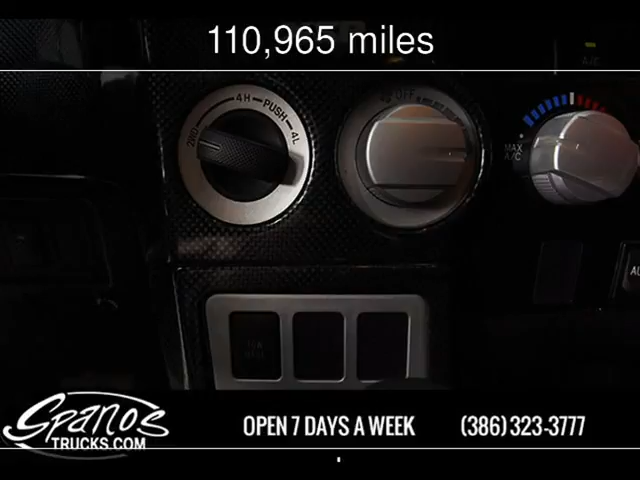 110,965 miles
A/C
2WD 4H PUSH 4L
OFF
MAX
A/C
Spanos
TRUCKS.COM
OPEN 7 DAYS A WEEK (386) 323-3777